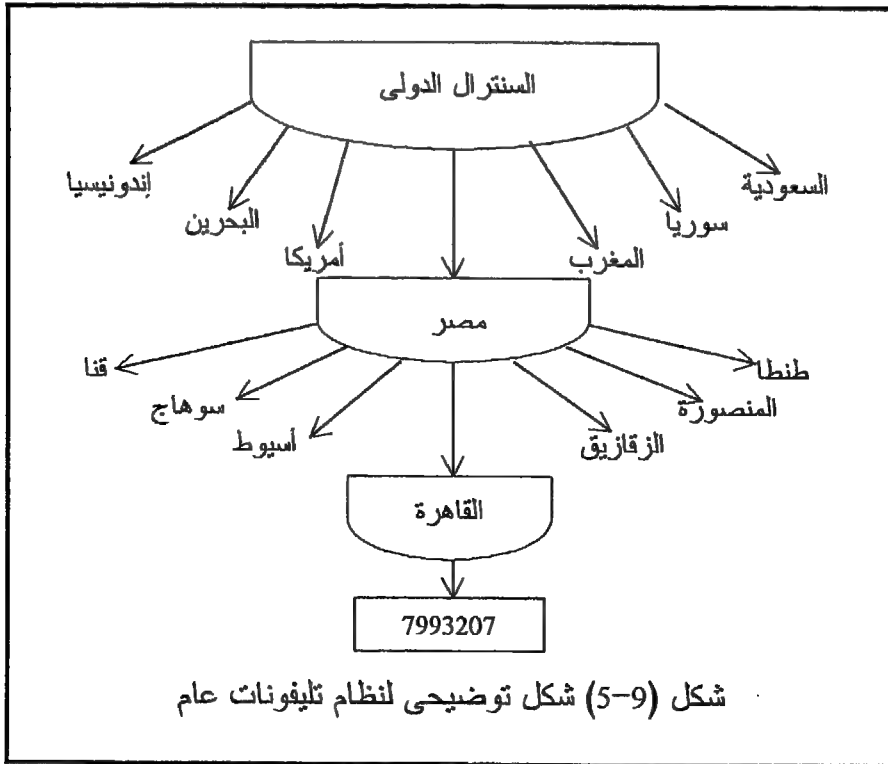 السنترال الدولى
السعودية
إندونيسيا
سوريا
البحرين
المغرب
أمريكا
مصر
طنطا
قنا
المنصورة
سوهاج
الزقازيق
أسيوط
القاهرة
7993207
شكل (9-5) شكل توضيحى لنظام تليفونات عام